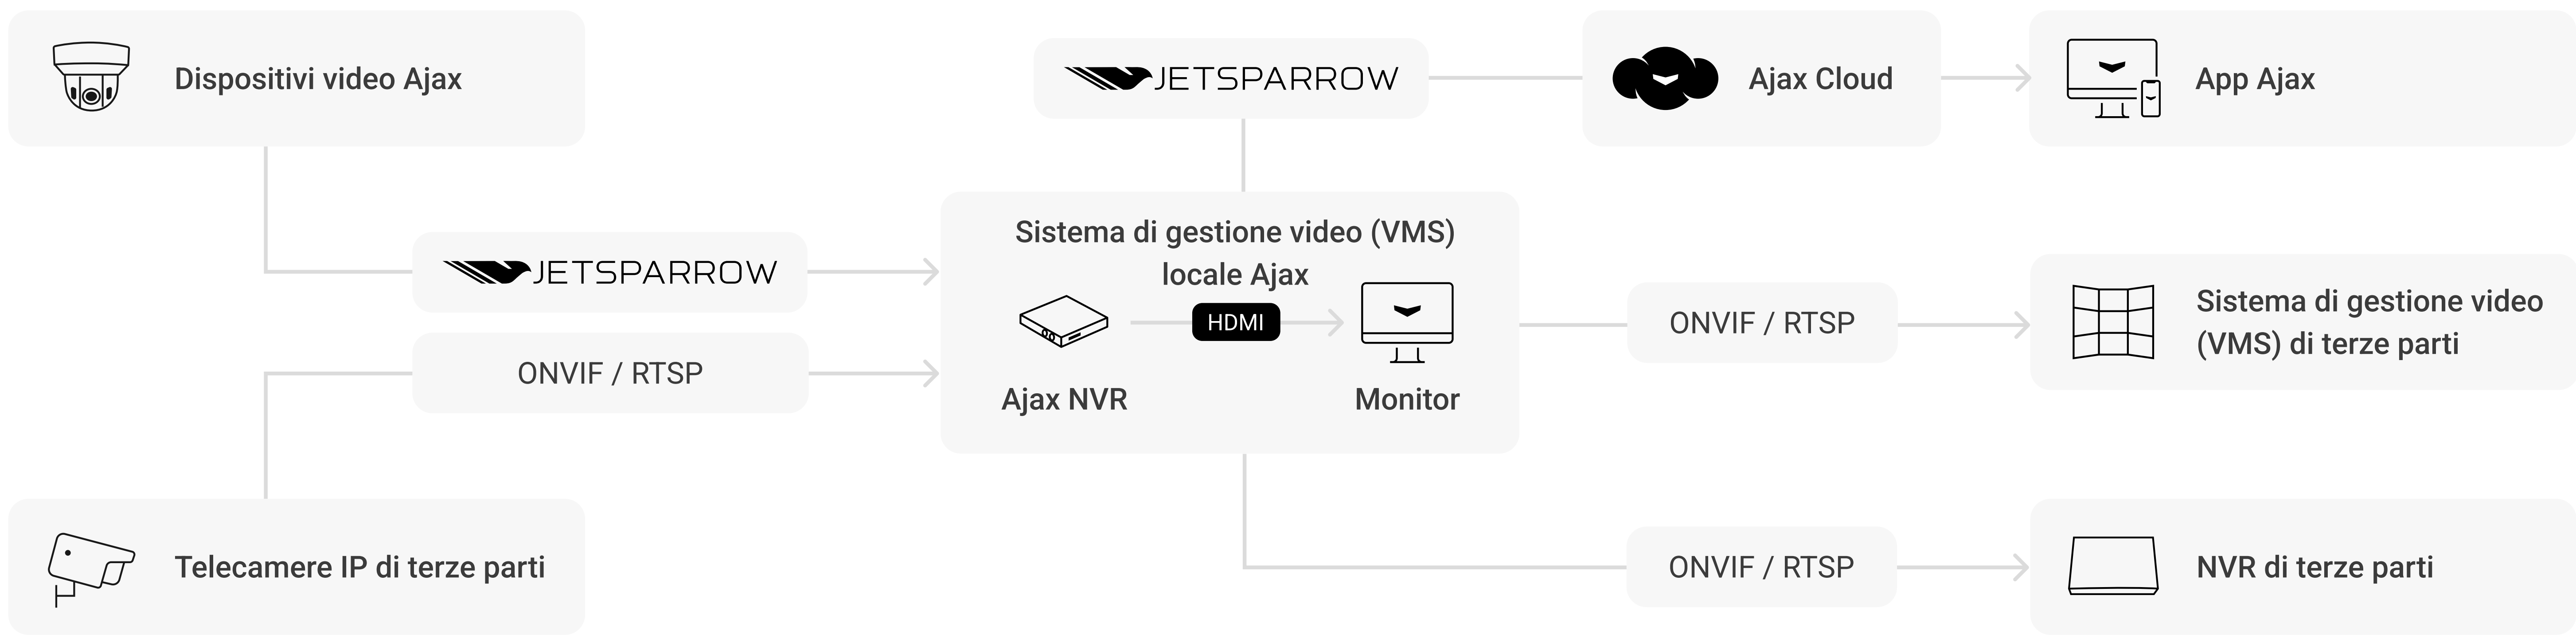 Dispositivi video Ajax
JETSPARROW
Ajax Cloud
App Ajax
JETSPARROW
ONVIF / RTSP
Sistema di gestione video (VMS)
locale Ajax
HDMI
Ajax NVR
Monitor
ONVIF / RTSP
Sistema di gestione video
(VMS) di terze parti
Telecamere IP di terze parti
ONVIF / RTSP
NVR di terze parti